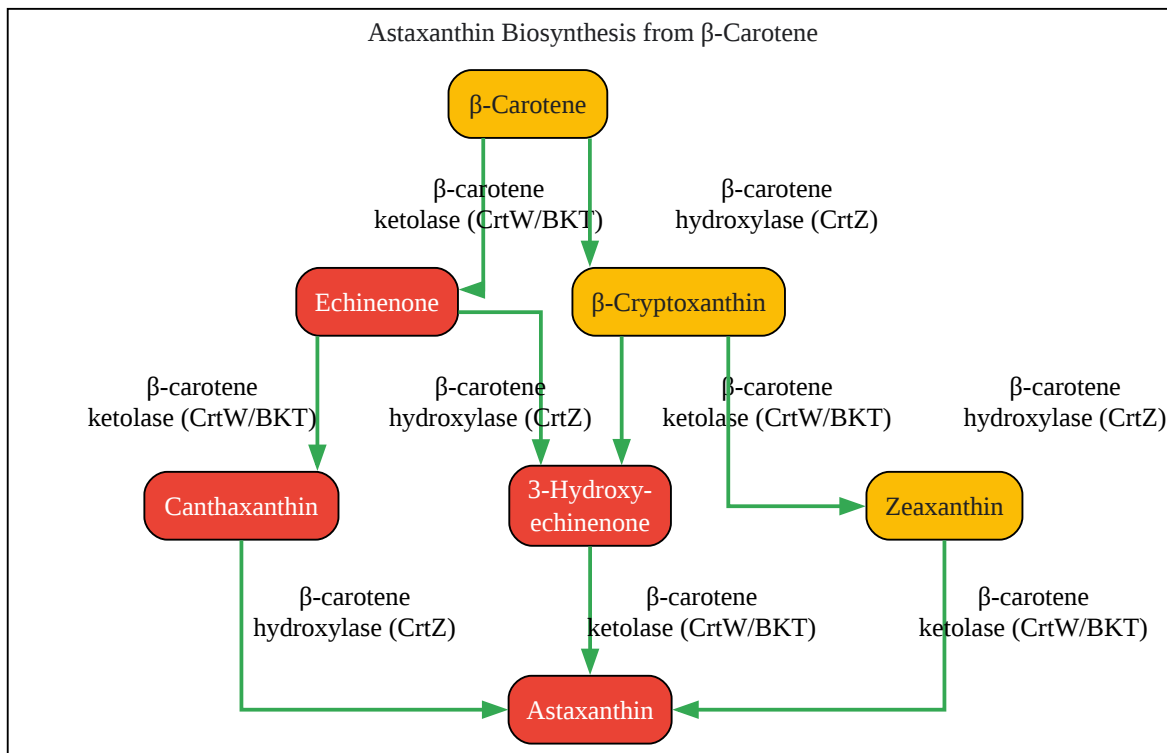 Astaxanthin Biosynthesis from β-Carotene
β-Carotene
β-carotene
ketolase (CrtW/BKT)
β-carotene
hydroxylase (CrtZ)
Echinenone
β-Cryptoxanthin
β-carotene
ketolase (CrtW/BKT)
β-carotene
hydroxylase (CrtZ)
β-carotene
ketolase (CrtW/BKT)
β-carotene
hydroxylase (CrtZ)
Canthaxanthin
3-Hydroxy-
echinenone
Zeaxanthin
β-carotene
hydroxylase (CrtZ)
β-carotene
ketolase (CrtW/BKT)
β-carotene
ketolase (CrtW/BKT)
Astaxanthin